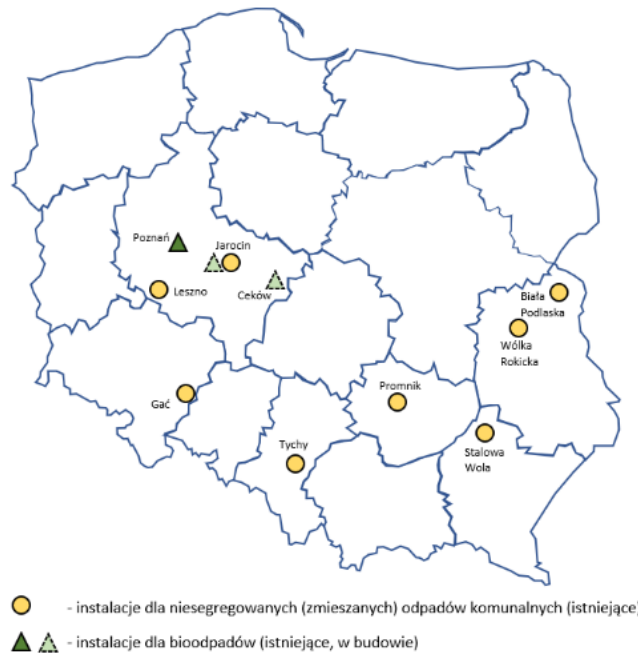 Poznań
Jarocin
Leszno
Ceków
Biała
Podlaska
Wólka
Rokicka
Gać
Promnik
Tychy
Stalowa
Wola
- instalacje dla niesegregowanych (zmieszanych) odpadów komunalnych (istniejące)
- instalacje dla bioodpadów (istniejące, w budowie)